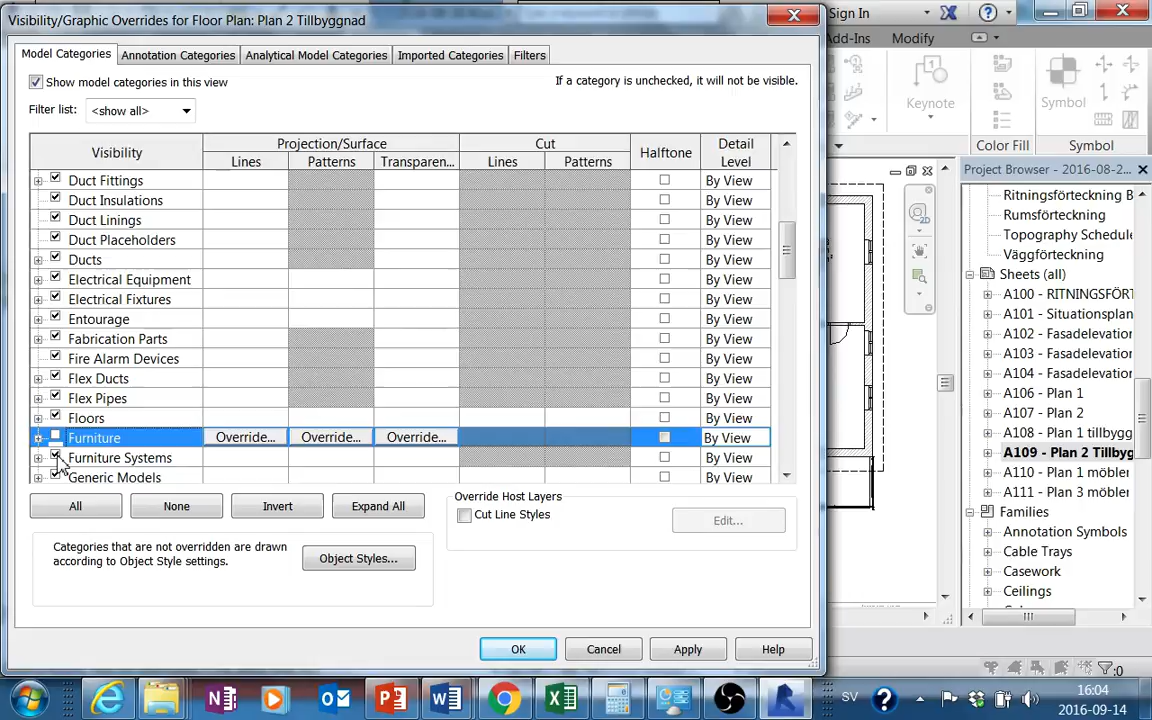 Visibility/Graphic Overrides for Floor Plan: Plan 2 Tillbyggnad
Sign In
Add-Ins
Modify
Model Categories
Annotation Categories
Analytical Model Categories
Imported Categories
Filters
Show model categories in this view
If a category is unchecked, it will not be visible.
Filter list:
<show all>
Visibility
Projection/Surface
Cut
Halftone
Detail Level
Lines
Patterns
Transparen...
Lines
Patterns
Duct Fittings By View
Duct Insulations By View
Duct Linings By View
Duct Placeholders By View
Ducts By View
Electrical Equipment By View
Electrical Fixtures By View
Entourage By View
Fabrication Parts By View
Fire Alarm Devices By View
Flex Ducts By View
Flex Pipes By View
Floors By View
Furniture Override... Override... Override... By View
Furniture Systems By View
Generic Models By View
All
None
Invert
Expand All
Override Host Layers
Cut Line Styles
Edit...
Categories that are not overridden are drawn
according to Object Style settings.
Object Styles...
OK
Cancel
Apply
Help
Keynote
Symbol
Color Fill
Symbol
Project Browser - 2016-08-2...
Ritningsförteckning B
Rumsförteckning
Topography Schedule
Väggförteckning
Sheets (all)
A100 - RITNINGSFÖRT
A101 - Situationsplan
A102 - Fasadelevation
A103 - Fasadelevation
A104 - Fasadelevation
A106 - Plan 1
A107 - Plan 2
A108 - Plan 1 tillbygg
A109 - Plan 2 Tillbygg
A110 - Plan 1 möbler
A111 - Plan 3 möbler
Families
Annotation Symbols
Cable Trays
Casework
Ceilings
:0
SV
16:04
2016-09-14